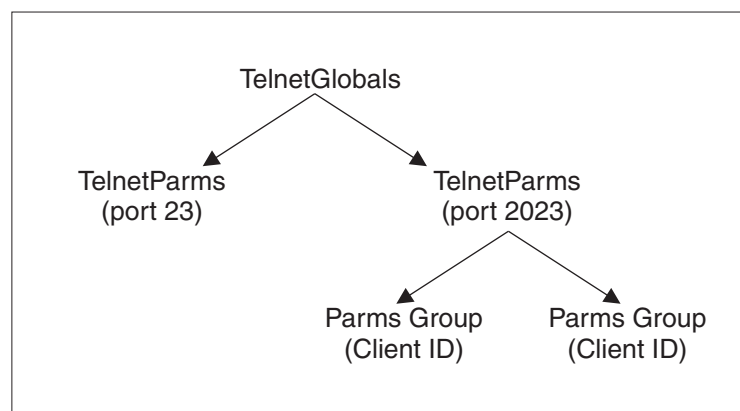 TelnetGlobals
TelnetParms
(port 23)
TelnetParms
(port 2023)
Parms Group
(Client ID)
Parms Group
(Client ID)